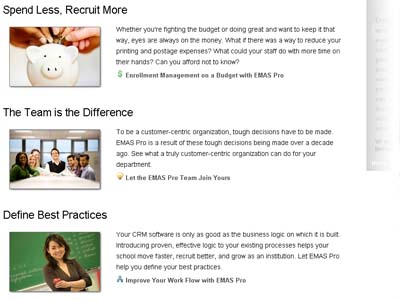 Spend Less, Recruit More
Whether you're fighting the budget or doing great and want to keep it that
way, eyes are always on the money. What if there was a way to reduce your
printing and postage expenses? What could your staff do with more time on
their hands? Can you afford not to know?
Enrollment Management on a Budget with EMAS Pro
The Team is the Difference
To be a customer-centric organization, tough decisions have to be made.
EMAS Pro is a result of these tough decisions being made over a decade
ago. See what a truly customer-centric organization can do for your
department.
Let the EMAS Pro Team Join Yours
Define Best Practices
Your CRM software is only as good as the business logic on which it is built.
Introducing proven, effective logic to your existing processes helps your
school move faster, recruit better, and grow as an institution. Let EMAS Pro
help you define your best practices.
Improve Your Work Flow with EMAS Pro